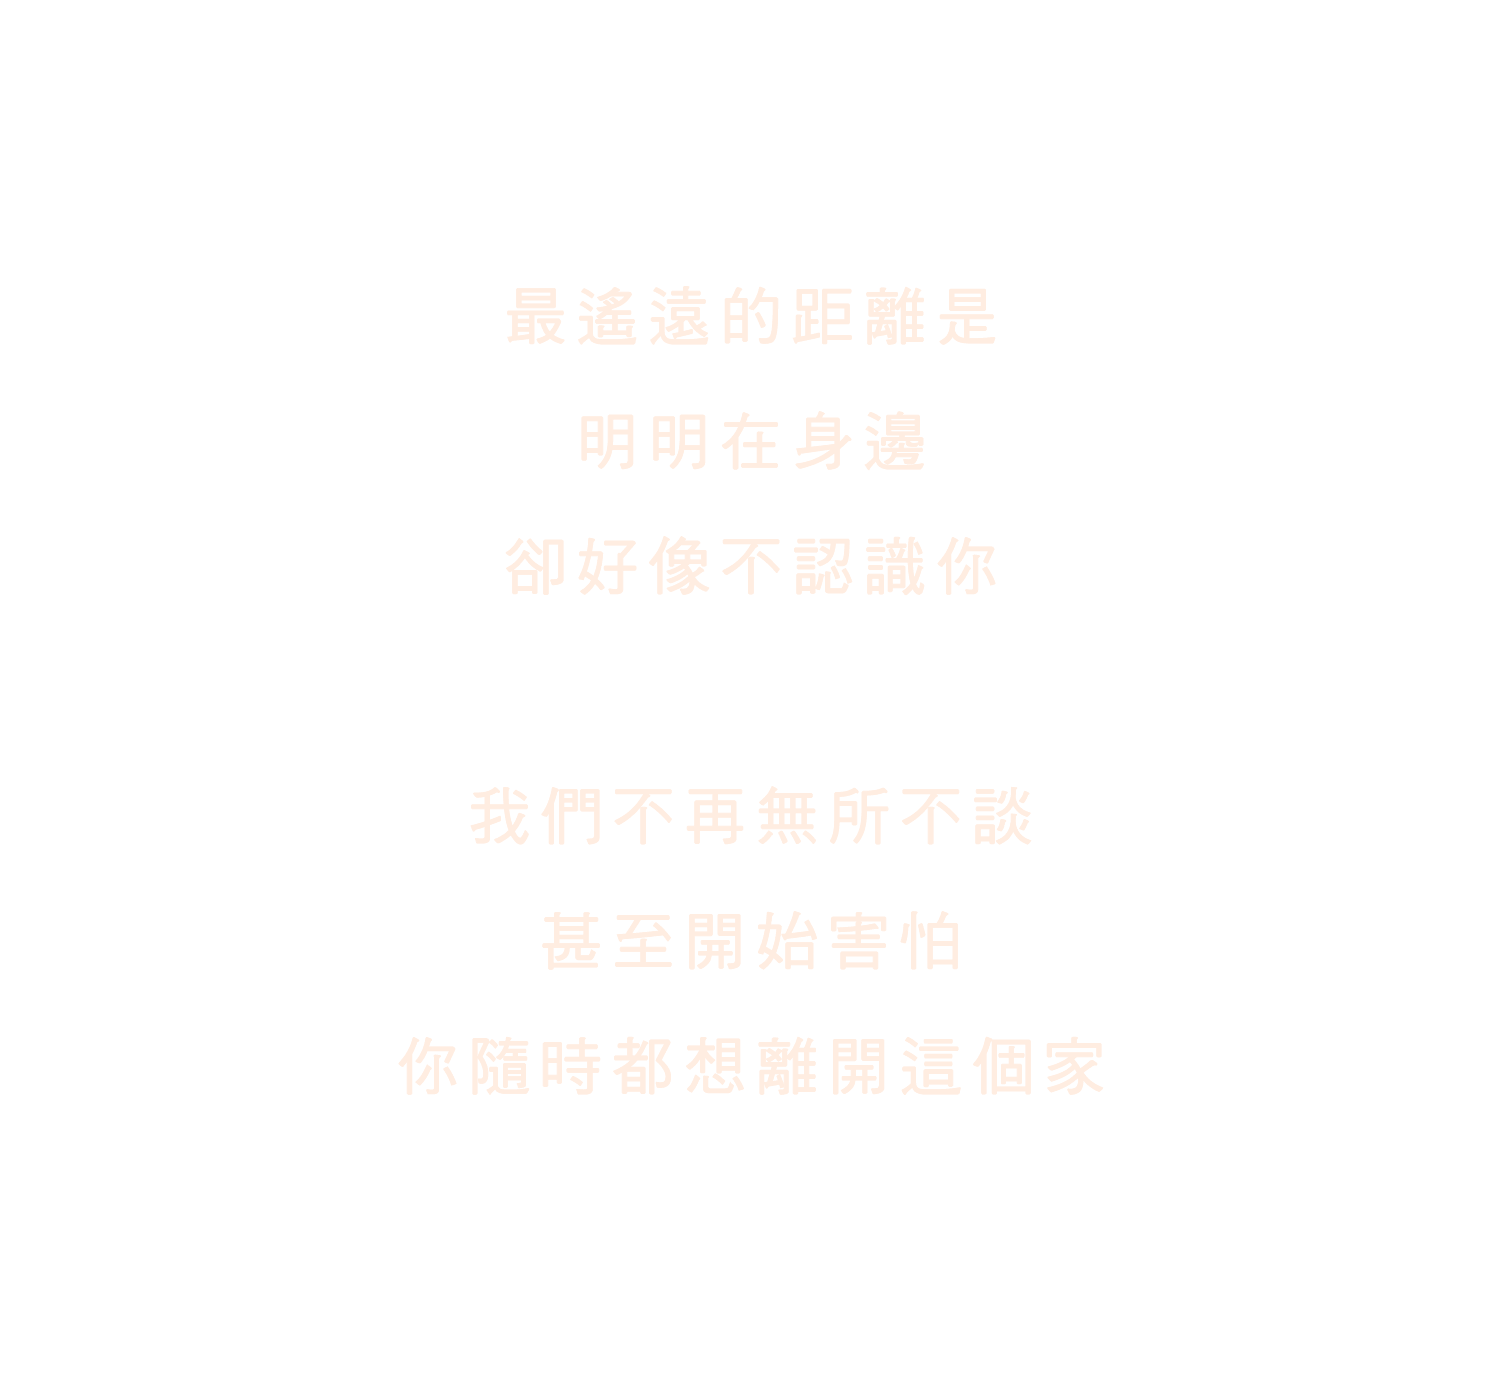 最遙遠的距離是
明明在身邊
卻好像不認識你
我們不再無所不談
甚至開始害怕
你隨時都想離開這個家